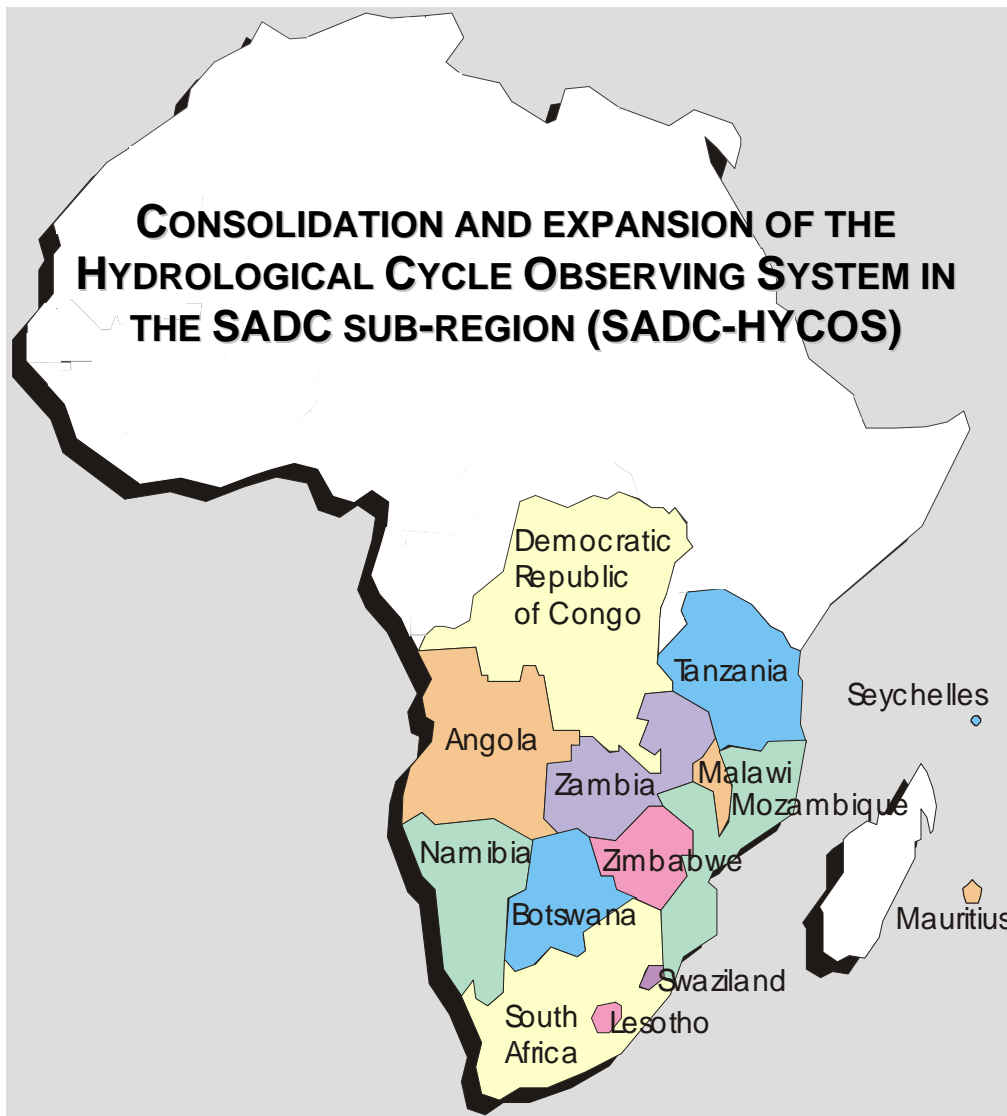 CONSOLIDATION AND EXPANSION OF THE
HYDROLOGICAL CYCLE OBSERVING SYSTEM IN
THE SADC SUB-REGION (SADC-HYCOS)
Democratic
Republic
of Congo
Tanzania
Seychelles
Angola
Zambia
Malawi
Mozambique
Namibia
Zimbabwe
Botswana
Mauritius
Swaziland
South
Africa
Lesotho